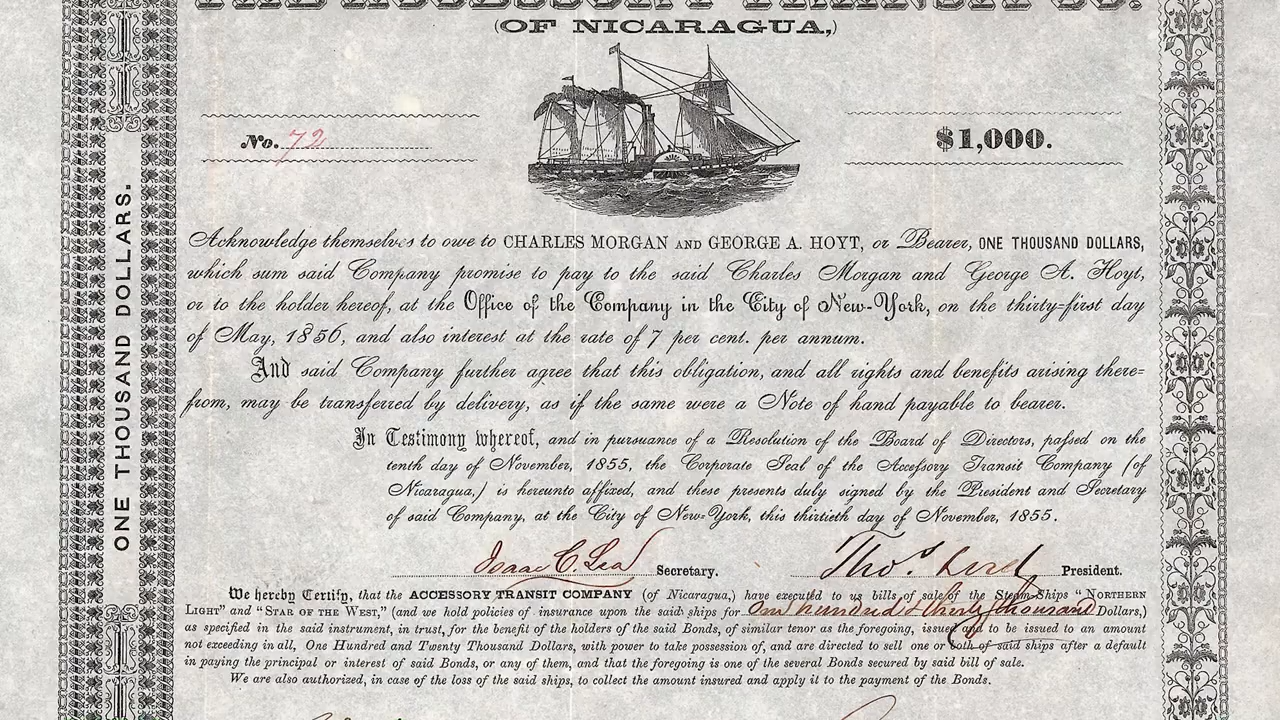 THE ACCESSORY TRANSIT CO.
(OF NICARAGUA,)
No. 72
$1,000.
ONE THOUSAND DOLLARS.
Acknowledge themselves to owe to CHARLES MORGAN AND GEORGE A. HOYT, or Bearer, ONE THOUSAND DOLLARS,
which sum said Company promise to pay to the said Charles Morgan and George A. Hoyt,
or to the holder hereof, at the Office of the Company in the City of New-York, on the thirty-first day
of May, 1856, and also interest at the rate of 7 per cent. per annum.
And said Company further agree that this obligation, and all rights and benefits arising there-
from, may be transferred by delivery, as if the same were a Note of hand payable to bearer.
In Testimony whereof, and in pursuance of a Resolution of the Board of Directors, passed on the
tenth day of November, 1855, the Corporate Seal of the Accessory Transit Company (of
Nicaragua,) is hereunto affixed, and these presents duly signed by the President and Secretary
of said Company, at the City of New-York, this thirtieth day of November, 1855.
Isaac C. Lea Secretary. Thos. Lord President.
We hereby Certify, that the ACCESSORY TRANSIT COMPANY (of Nicaragua,) have executed to us bills of sale of the Steam-Ships "NORTHERN
LIGHT" and "STAR OF THE WEST," (and we hold policies of insurance upon the said ships for one hundred & twenty thousand Dollars,)
as specified in the said instrument, in trust, for the benefit of the holders of the said Bonds, of similar tenor as the foregoing, issued and to be issued to an amount
not exceeding in all, One Hundred and Twenty Thousand Dollars, with power to take possession of, and are directed to sell one or both of said ships after a default
in paying the principal or interest of said Bonds, or any of them, and that the foregoing is one of the several Bonds secured by said bill of sale.
We are also authorized, in case of the loss of the said ships, to collect the amount insured and apply it to the payment of the Bonds.